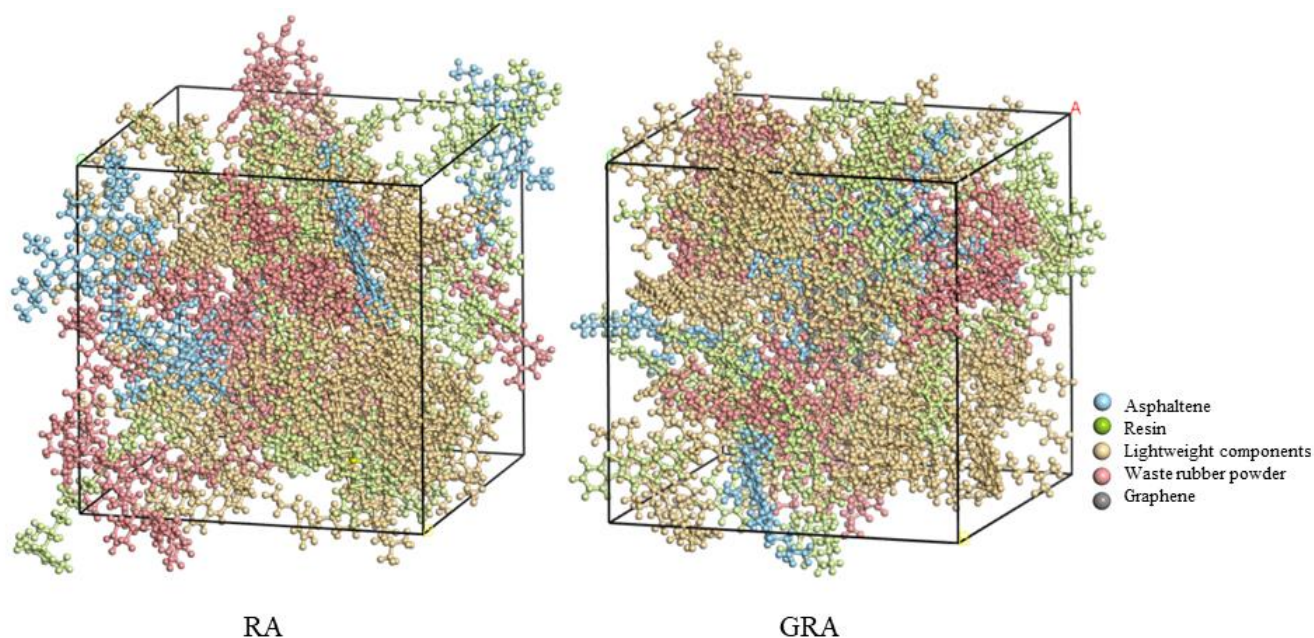 A
Asphaltene
Resin
Lightweight components
Waste rubber powder
Graphene
RA
GRA